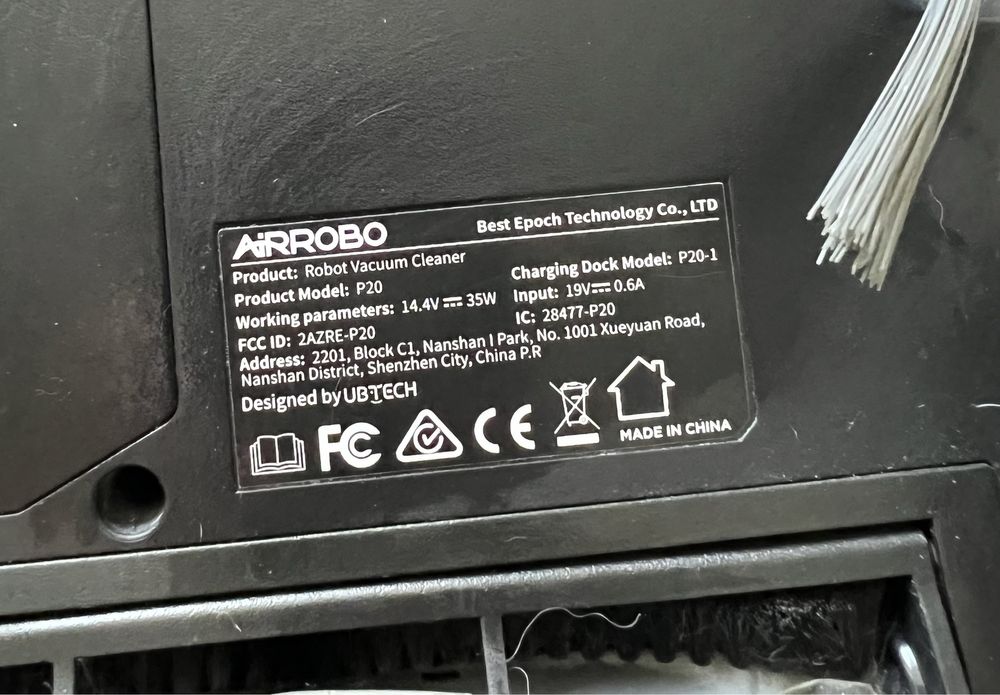 AiRROBO
Best Epoch Technology Co., LTD
Product: Robot Vacuum Cleaner
Product Model: P20
Charging Dock Model: P20-1
Working parameters: 14.4V⎓35W
Input: 19V⎓0.6A
FCC ID: 2AZRE-P20
IC: 28477-P20
Address: 2201, Block C1, Nanshan I Park, No. 1001 Xueyuan Road,
Nanshan District, Shenzhen City, China P.R
Designed by UBTECH
FC CE
MADE IN CHINA